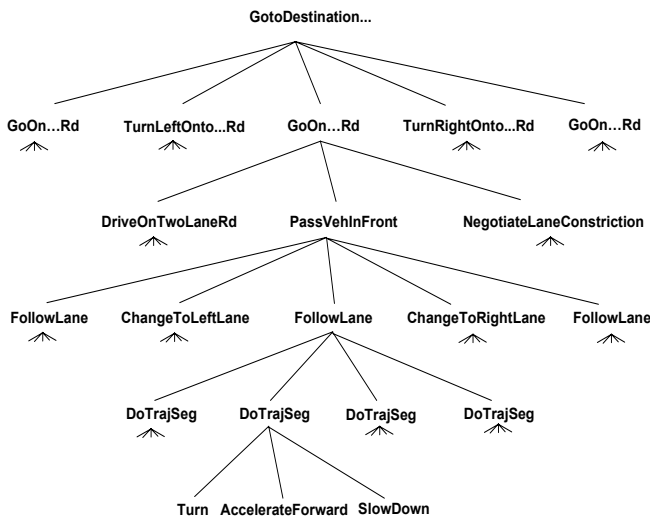 GotoDestination...
GoOn...Rd TurnLeftOnto...Rd GoOn...Rd TurnRightOnto...Rd GoOn...Rd
DriveOnTwoLaneRd PassVehInFront NegotiateLaneConstriction
FollowLane ChangeToLeftLane FollowLane ChangeToRightLane FollowLane
DoTrajSeg DoTrajSeg DoTrajSeg DoTrajSeg
Turn AccelerateForward SlowDown